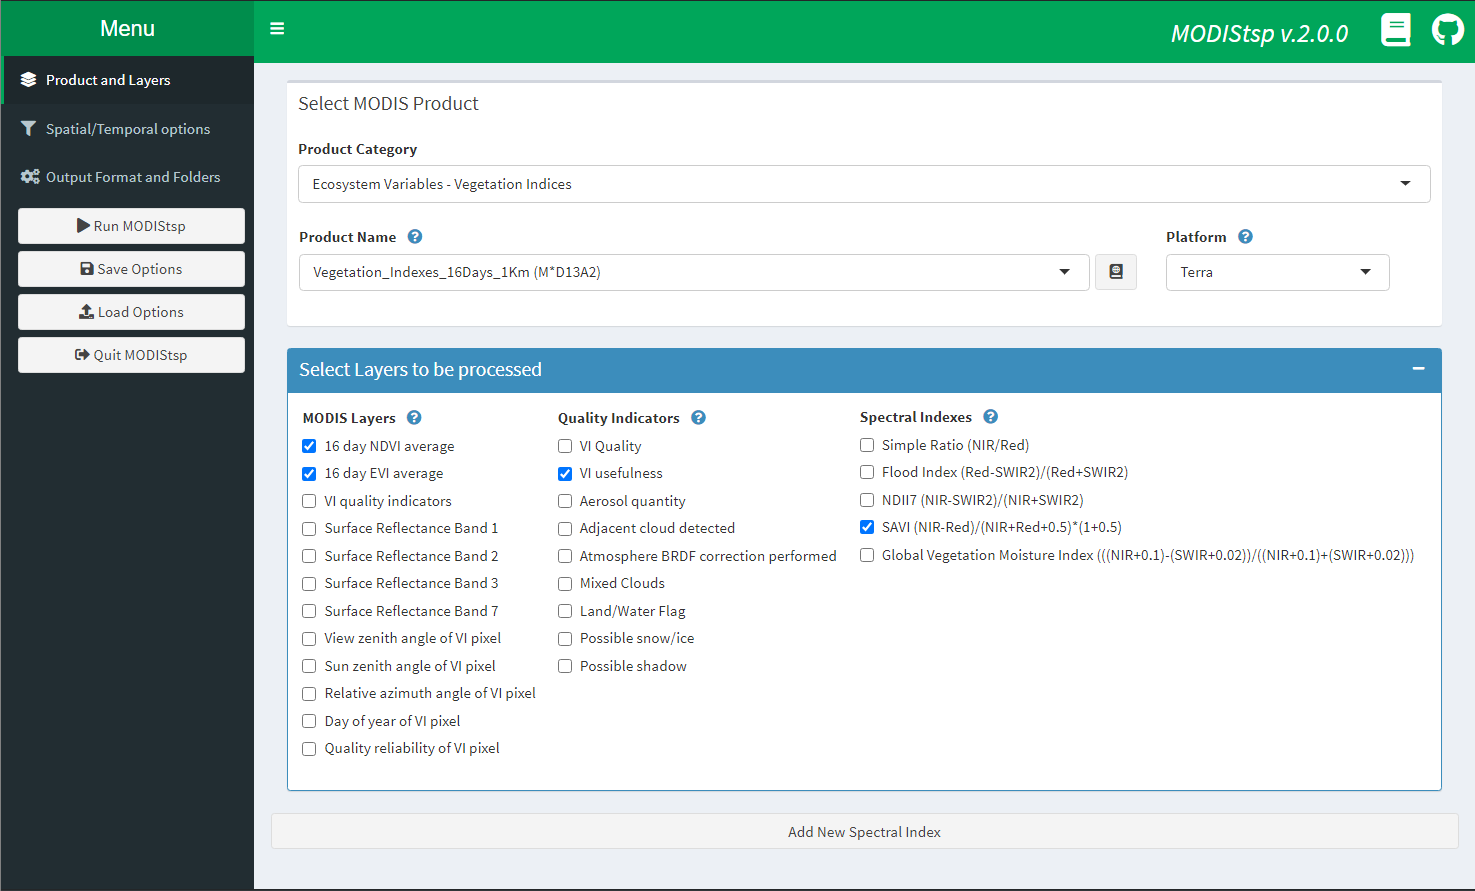 Menu
MODIStsp v.2.0.0
Product and Layers
Spatial/Temporal options
Output Format and Folders
Run MODIStsp
Save Options
Load Options
Quit MODIStsp
Select MODIS Product
Product Category
Ecosystem Variables - Vegetation Indices
Product Name
Platform
Vegetation_Indexes_16Days_1Km (M*D13A2)
Terra
Select Layers to be processed
MODIS Layers
16 day NDVI average
16 day EVI average
VI quality indicators
Surface Reflectance Band 1
Surface Reflectance Band 2
Surface Reflectance Band 3
Surface Reflectance Band 7
View zenith angle of VI pixel
Sun zenith angle of VI pixel
Relative azimuth angle of VI pixel
Day of year of VI pixel
Quality reliability of VI pixel
Quality Indicators
VI Quality
VI usefulness
Aerosol quantity
Adjacent cloud detected
Atmosphere BRDF correction performed
Mixed Clouds
Land/Water Flag
Possible snow/ice
Possible shadow
Spectral Indexes
Simple Ratio (NIR/Red)
Flood Index (Red-SWIR2)/(Red+SWIR2)
NDII7 (NIR-SWIR2)/(NIR+SWIR2)
SAVI (NIR-Red)/(NIR+Red+0.5)*(1+0.5)
Global Vegetation Moisture Index (((NIR+0.1)-(SWIR+0.02))/((NIR+0.1)+(SWIR+0.02)))
Add New Spectral Index